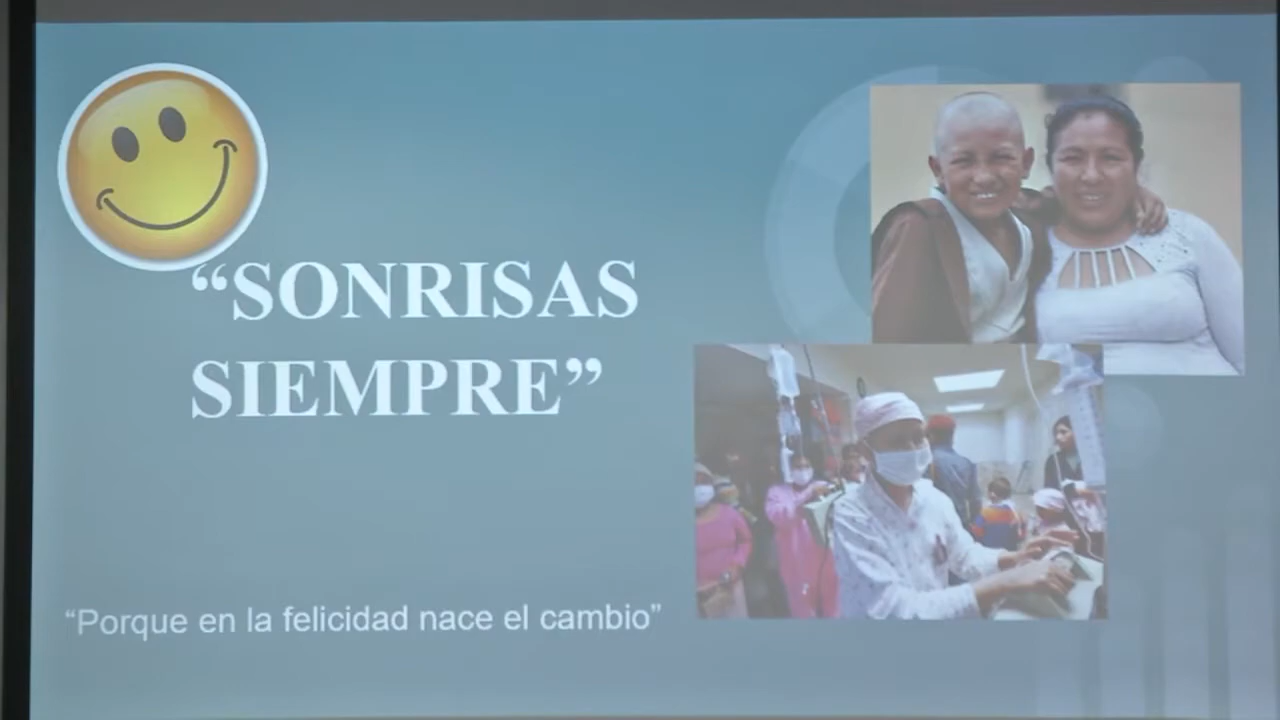 “SONRISAS
SIEMPRE”
“Porque en la felicidad nace el cambio”